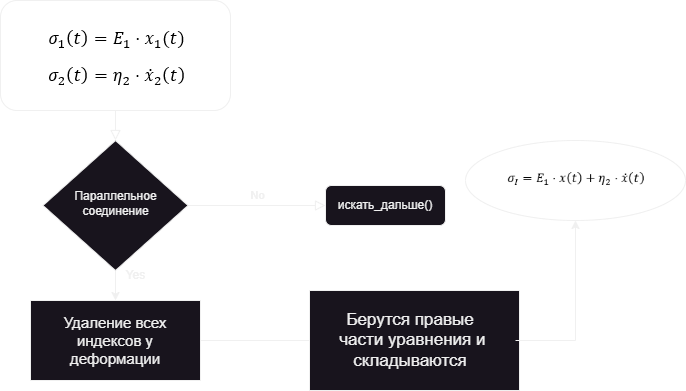 σ₁(t) = E₁ · x₁(t)
σ₂(t) = η₂ · ẋ₂(t)
Параллельное
соединение
No
искать_дальше()
Yes
Удаление всех
индексов у
деформации
Берутся правые
части уравнения и
складываются
σ_I = E₁ · x(t) + η₂ · ẋ(t)